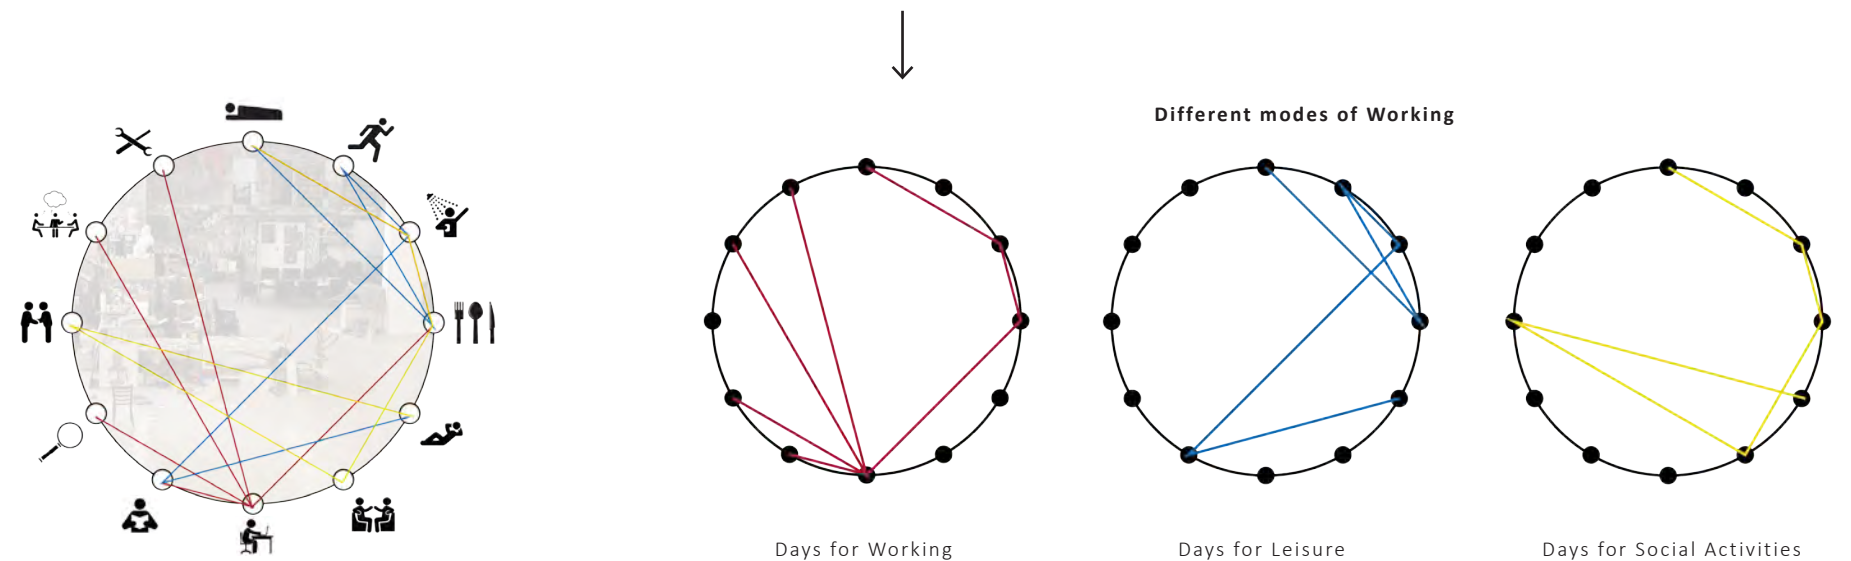 Different modes of Working
Days for Working
Days for Leisure
Days for Social Activities